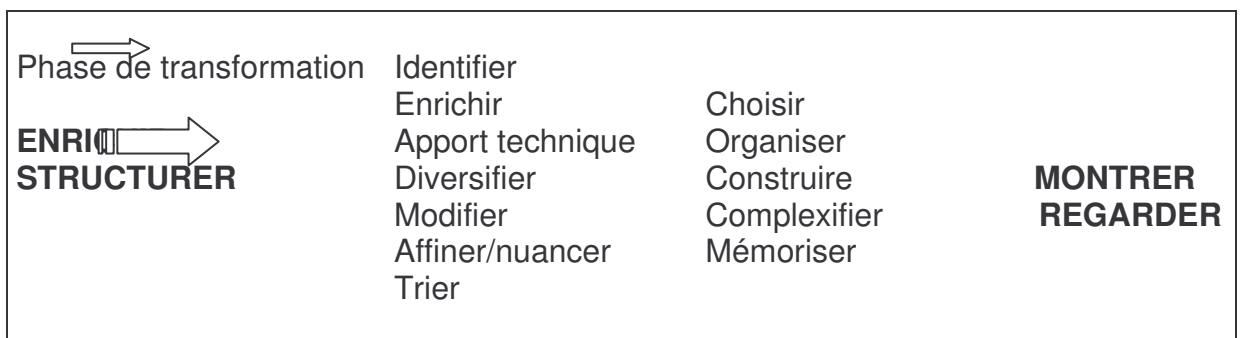 Phase de transformation Identifier
Enrichir Choisir
ENRI Apport technique Organiser
STRUCTURER Diversifier Construire MONTRER
Modifier Complexifier REGARDER
Affiner/nuancer Mémoriser
Trier